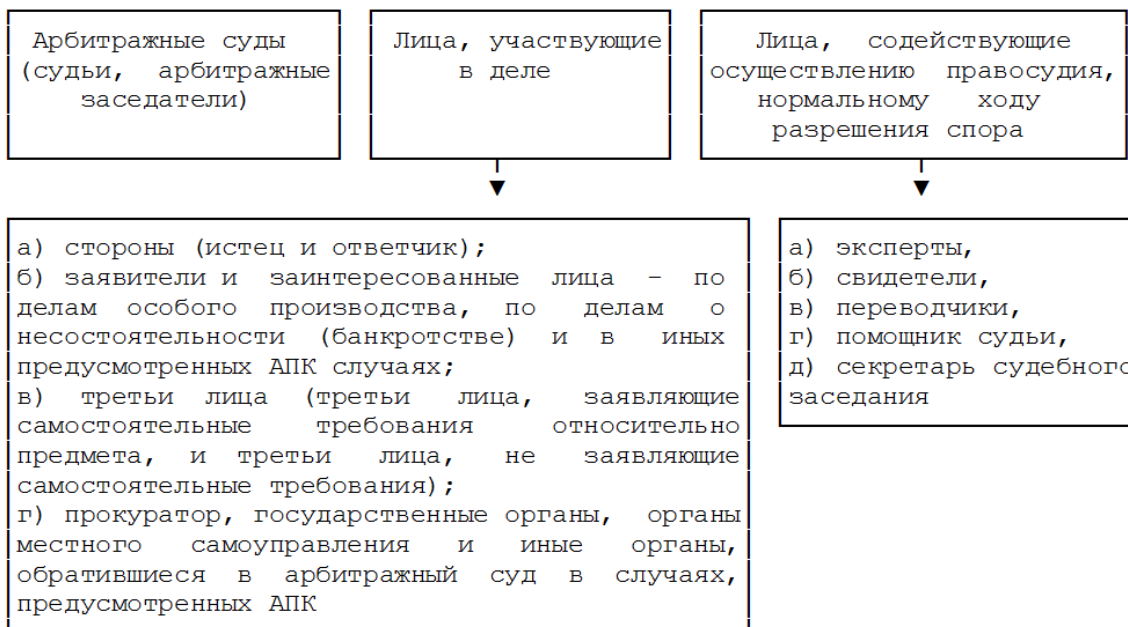 Арбитражные суды
(судьи, арбитражные
заседатели)
Лица, участвующие
в деле
Лица, содействующие
осуществлению правосудия,
нормальному ходу
разрешения спора
а) стороны (истец и ответчик);
б) заявители и заинтересованные лица - по
делам особого производства, по делам о
несостоятельности (банкротстве) и в иных
предусмотренных АПК случаях;
в) третьи лица (третьи лица, заявляющие
самостоятельные требования относительно
предмета, и третьи лица, не заявляющие
самостоятельные требования);
г) прокуратор, государственные органы, органы
местного самоуправления и иные органы,
обратившиеся в арбитражный суд в случаях,
предусмотренных АПК
а) эксперты,
б) свидетели,
в) переводчики,
г) помощник судьи,
д) секретарь судебного
заседания